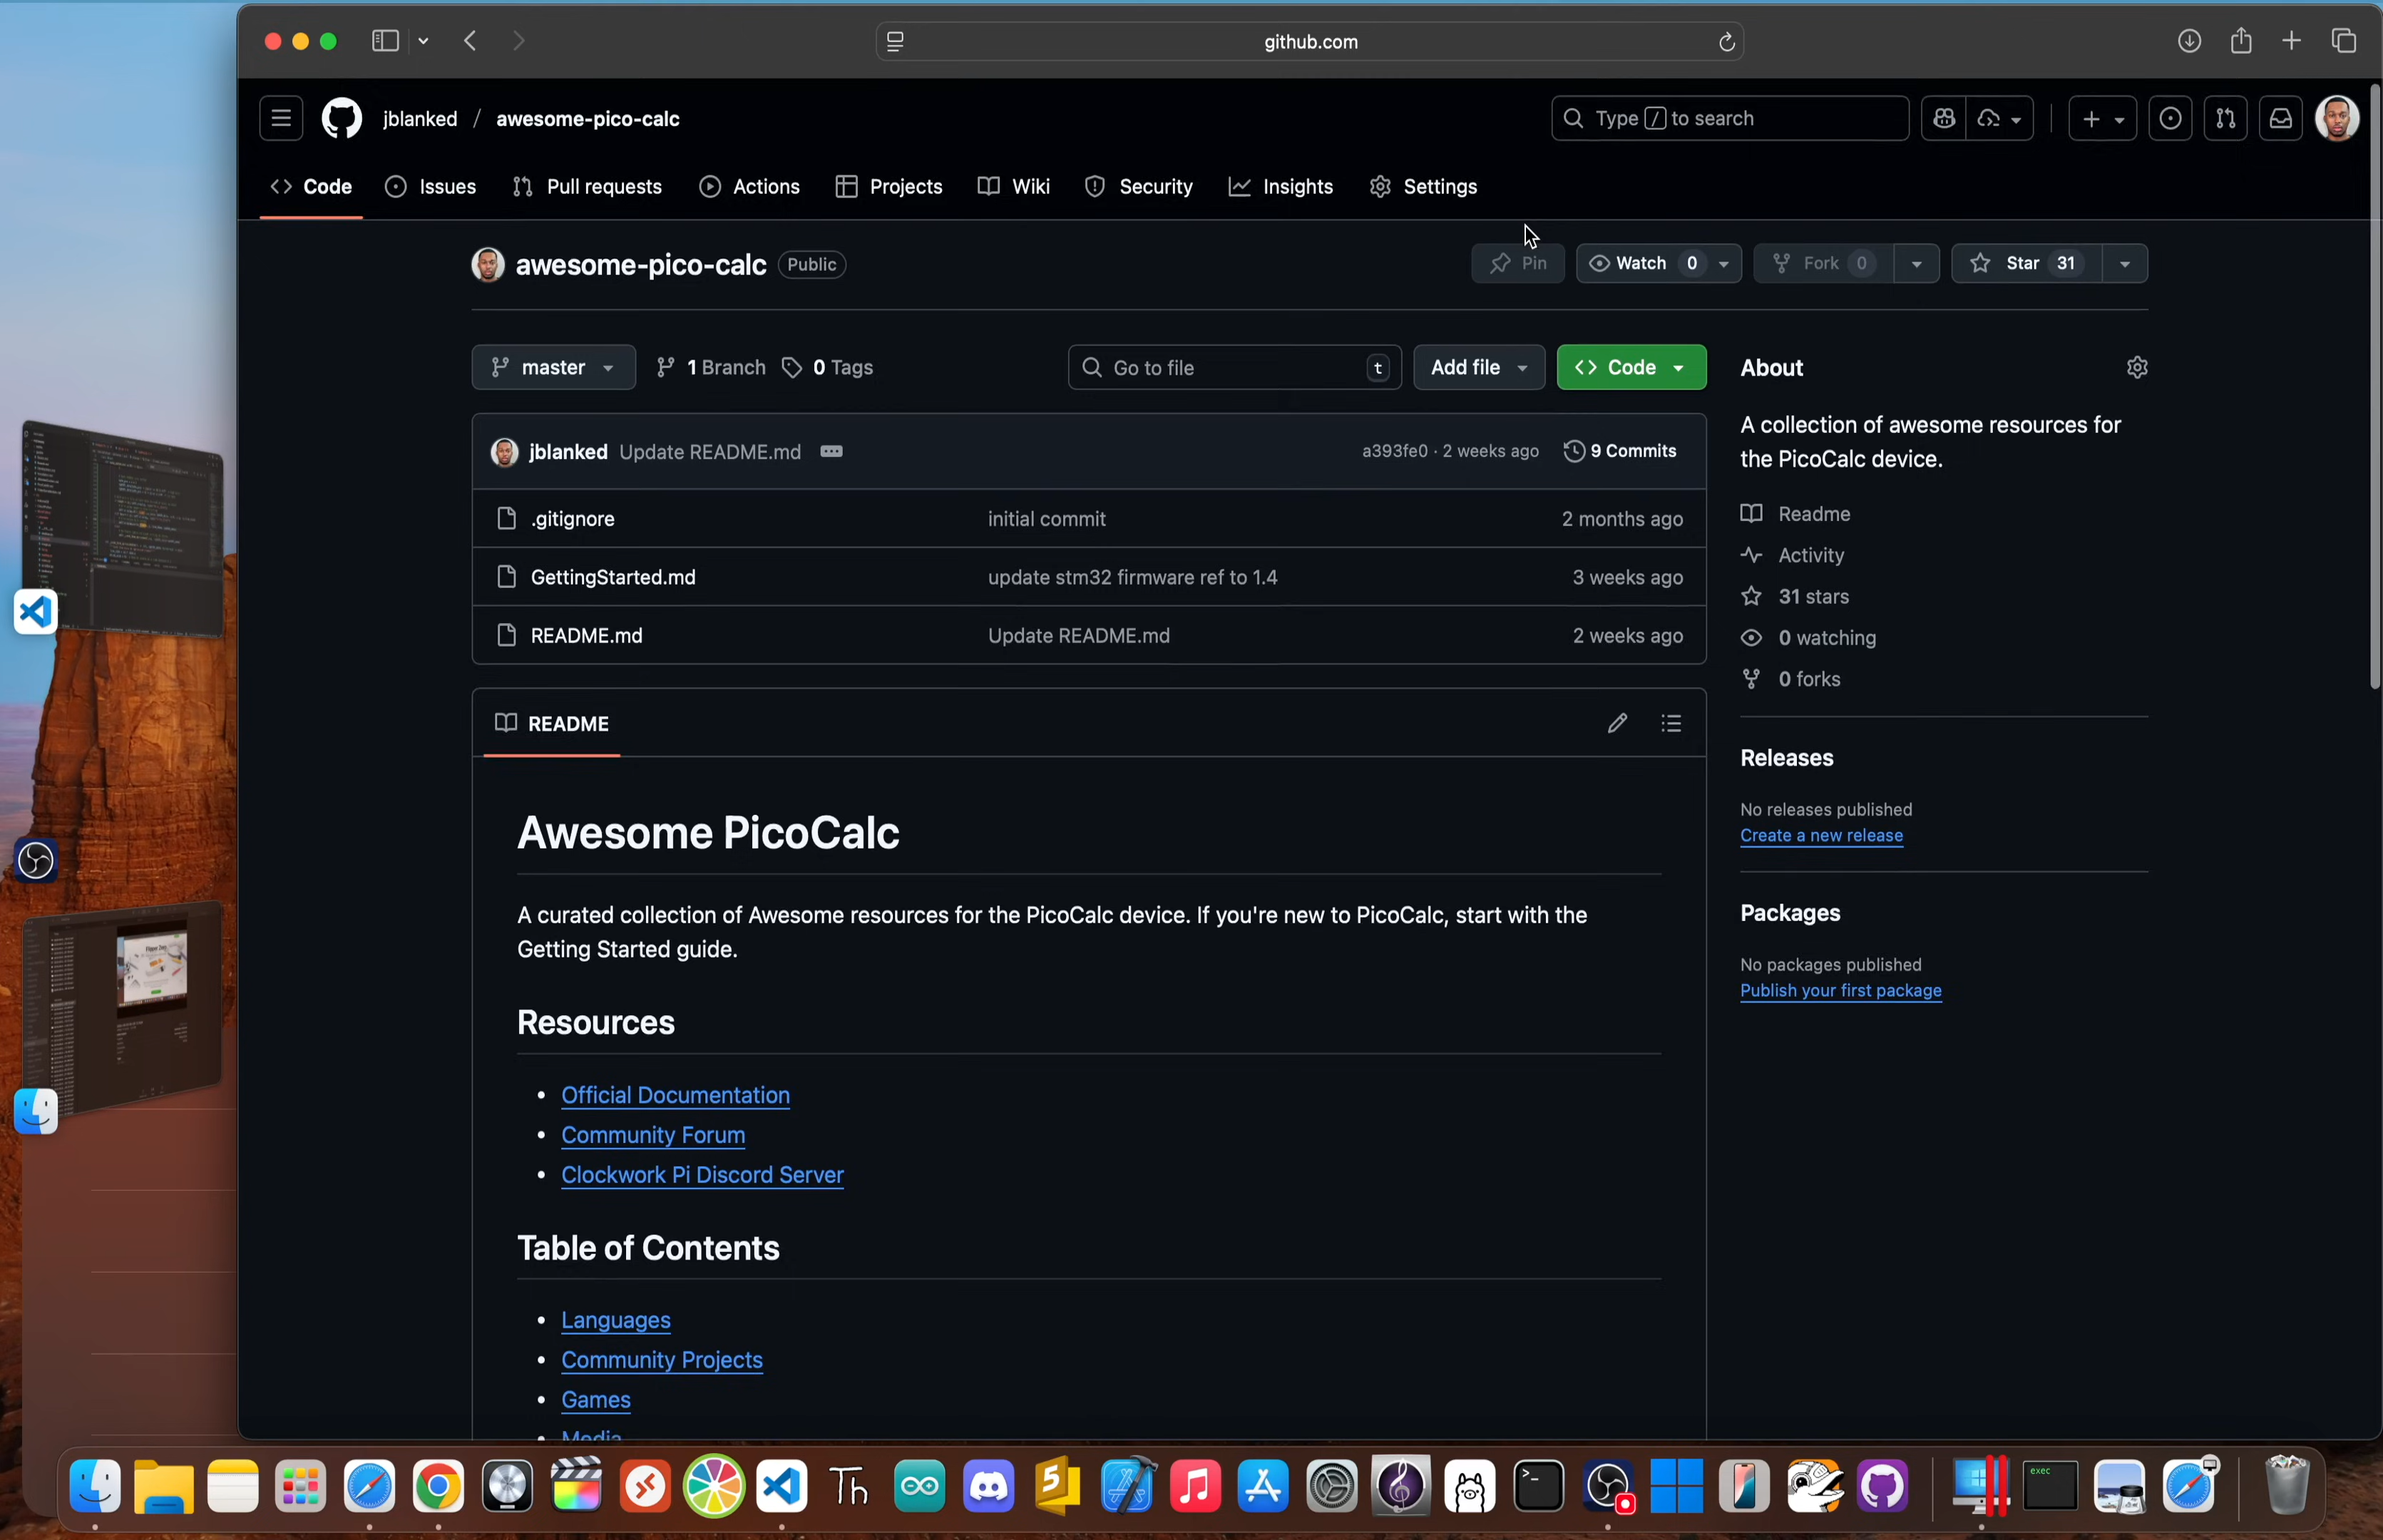 github.com
jblanked / awesome-pico-calc
Type / to search
Code Issues Pull requests Actions Projects Wiki Security Insights Settings
awesome-pico-calc Public
Pin Watch 0 Fork 0 Star 31
master 1 Branch 0 Tags
Go to file t Add file Code
jblanked Update README.md
a393fe0 · 2 weeks ago 9 Commits
.gitignore initial commit 2 months ago
GettingStarted.md update stm32 firmware ref to 1.4 3 weeks ago
README.md Update README.md 2 weeks ago
About
A collection of awesome resources for
the PicoCalc device.
Readme
Activity
31 stars
0 watching
0 forks
Releases
No releases published
Create a new release
Packages
No packages published
Publish your first package
README
Awesome PicoCalc
A curated collection of Awesome resources for the PicoCalc device. If you're new to PicoCalc, start with the
Getting Started guide.
Resources
• Official Documentation
• Community Forum
• Clockwork Pi Discord Server
Table of Contents
• Languages
• Community Projects
• Games
• Media
Th
5
exec